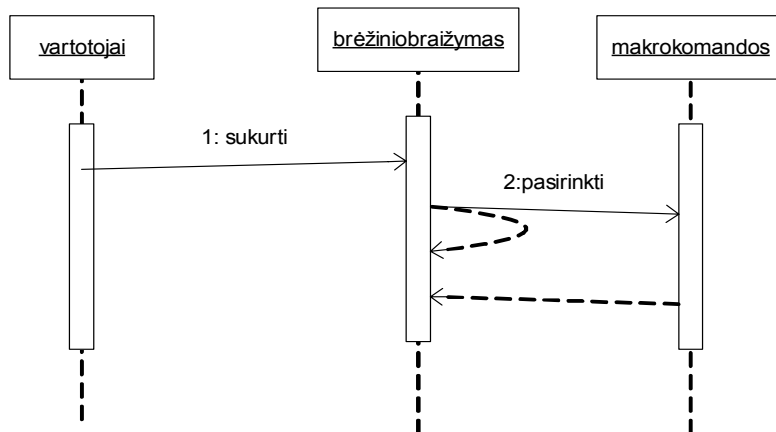 vartotojai
brėžiniobraižymas
makrokomandos
1: sukurti
2:pasirinkti